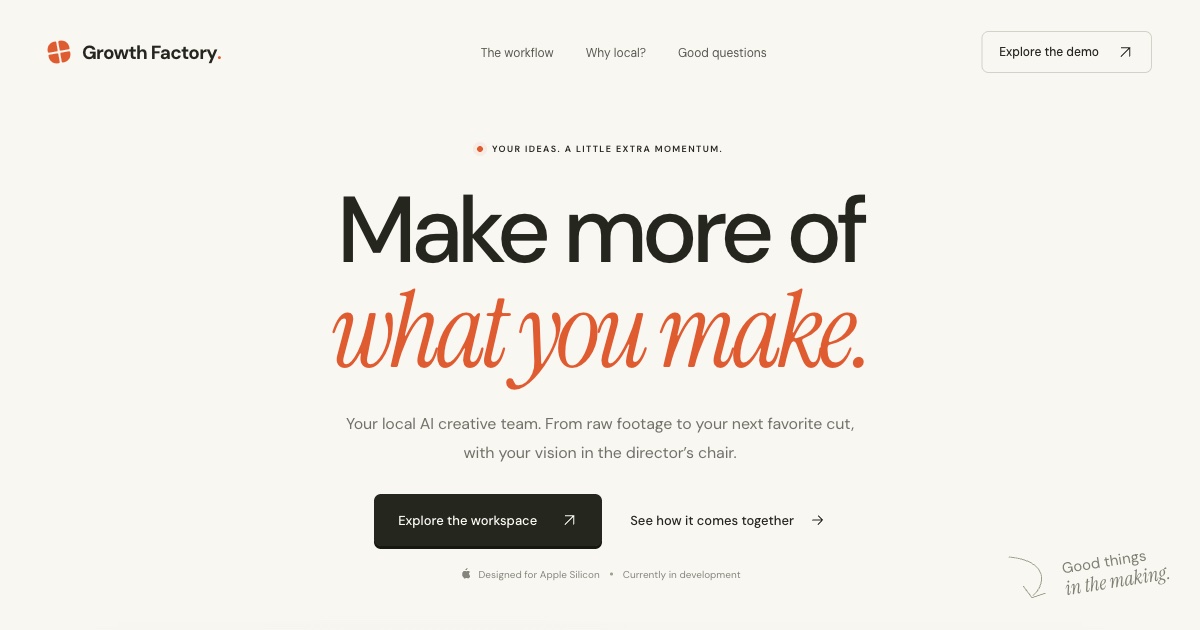 Growth Factory.
The workflow
Why local?
Good questions
Explore the demo
YOUR IDEAS. A LITTLE EXTRA MOMENTUM.
Make more of
what you make.
Your local AI creative team. From raw footage to your next favorite cut,
with your vision in the director’s chair.
Explore the workspace
See how it comes together
Designed for Apple Silicon • Currently in development
Good things
in the making.